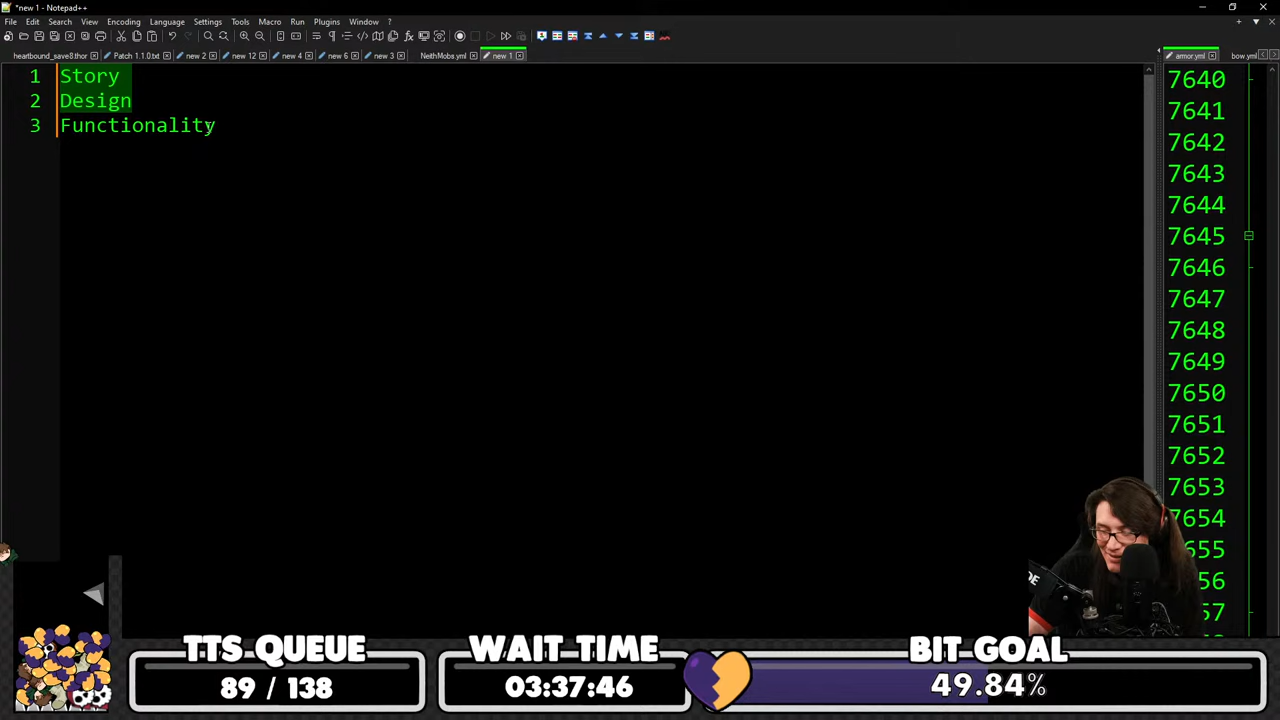 *new 1 - Notepad++
File Edit Search View Encoding Language Settings Tools Macro Run Plugins Window ?
heartbound_save8.thor Patch 1.1.0.txt new 2 new 12 new 4 new 6 new 3 NeithMobs.yml new 1 armor.yml bow.yml
1 Story
2 Design
3 Functionality
7640
7641
7642
7643
7644
7645
7646
7647
7648
7649
7650
7651
7652
7653
7654
TTS QUEUE
89 / 138
WAIT TIME
03:37:46
BIT GOAL
49.84%